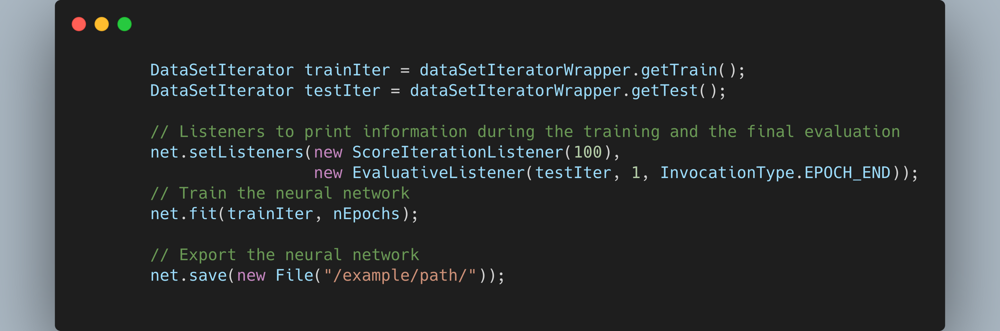 DataSetIterator trainIter = dataSetIteratorWrapper.getTrain();
DataSetIterator testIter = dataSetIteratorWrapper.getTest();
// Listeners to print information during the training and the final evaluation
net.setListeners(new ScoreIterationListener(100),
new EvaluativeListener(testIter, 1, InvocationType.EPOCH_END));
// Train the neural network
net.fit(trainIter, nEpochs);
// Export the neural network
net.save(new File("/example/path/"));